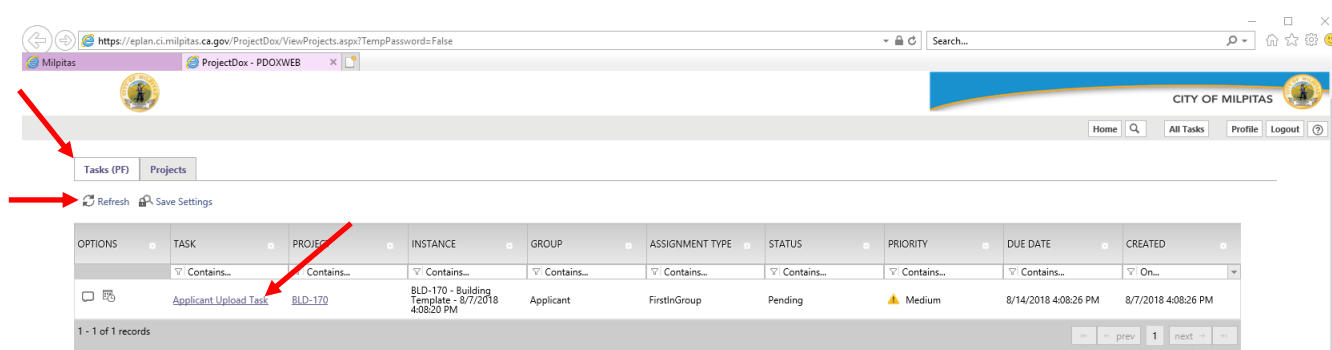 https://eplan.ci.milpitas.ca.gov/ProjectDox/ViewProjects.aspx?TempPassword=False Search...
Milpitas ProjectDox - PDOXWEB
CITY OF MILPITAS
Home All Tasks Profile Logout ?
Tasks (PF) Projects
Refresh Save Settings
OPTIONS TASK PROJECT INSTANCE GROUP ASSIGNMENT TYPE STATUS PRIORITY DUE DATE CREATED
Contains... Contains... Contains... Contains... Contains... Contains... Contains... Contains... On...
Applicant Upload Task BLD-170 BLD-170 - Building Template - 8/7/2018 4:08:20 PM Applicant FirstInGroup Pending Medium 8/14/2018 4:08:26 PM 8/7/2018 4:08:26 PM
1 - 1 of 1 records prev 1 next